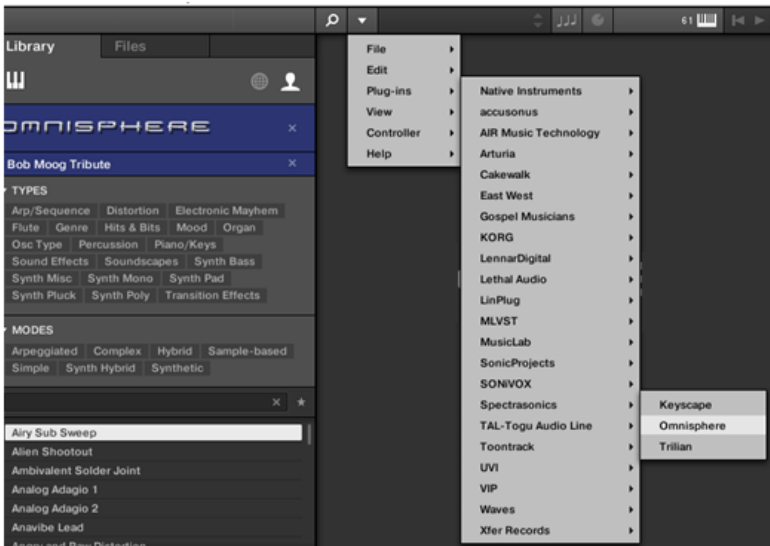 61
Library Files
OMNISPHERE ×
Bob Moog Tribute ×
TYPES
Arp/Sequence Distortion Electronic Mayhem
Flute Genre Hits & Bits Mood Organ
Osc Type Percussion Piano/Keys
Sound Effects Soundscapes Synth Bass
Synth Misc Synth Mono Synth Pad
Synth Pluck Synth Poly Transition Effects
MODES
Arpeggiated Complex Hybrid Sample-based
Simple Synth Hybrid Synthetic
×
Airy Sub Sweep
Alien Shootout
Ambivalent Solder Joint
Analog Adagio 1
Analog Adagio 2
Anavibe Lead
Angry and Raw Distortion
File
Edit
Plug-ins
View
Controller
Help
Native Instruments
accusonus
AIR Music Technology
Arturia
Cakewalk
East West
Gospel Musicians
KORG
LennarDigital
Lethal Audio
LinPlug
MLVST
MusicLab
SonicProjects
SONiVOX
Spectrasonics
TAL-Togu Audio Line
Toontrack
UVI
VIP
Waves
Xfer Records
Keyscape
Omnisphere
Trilian